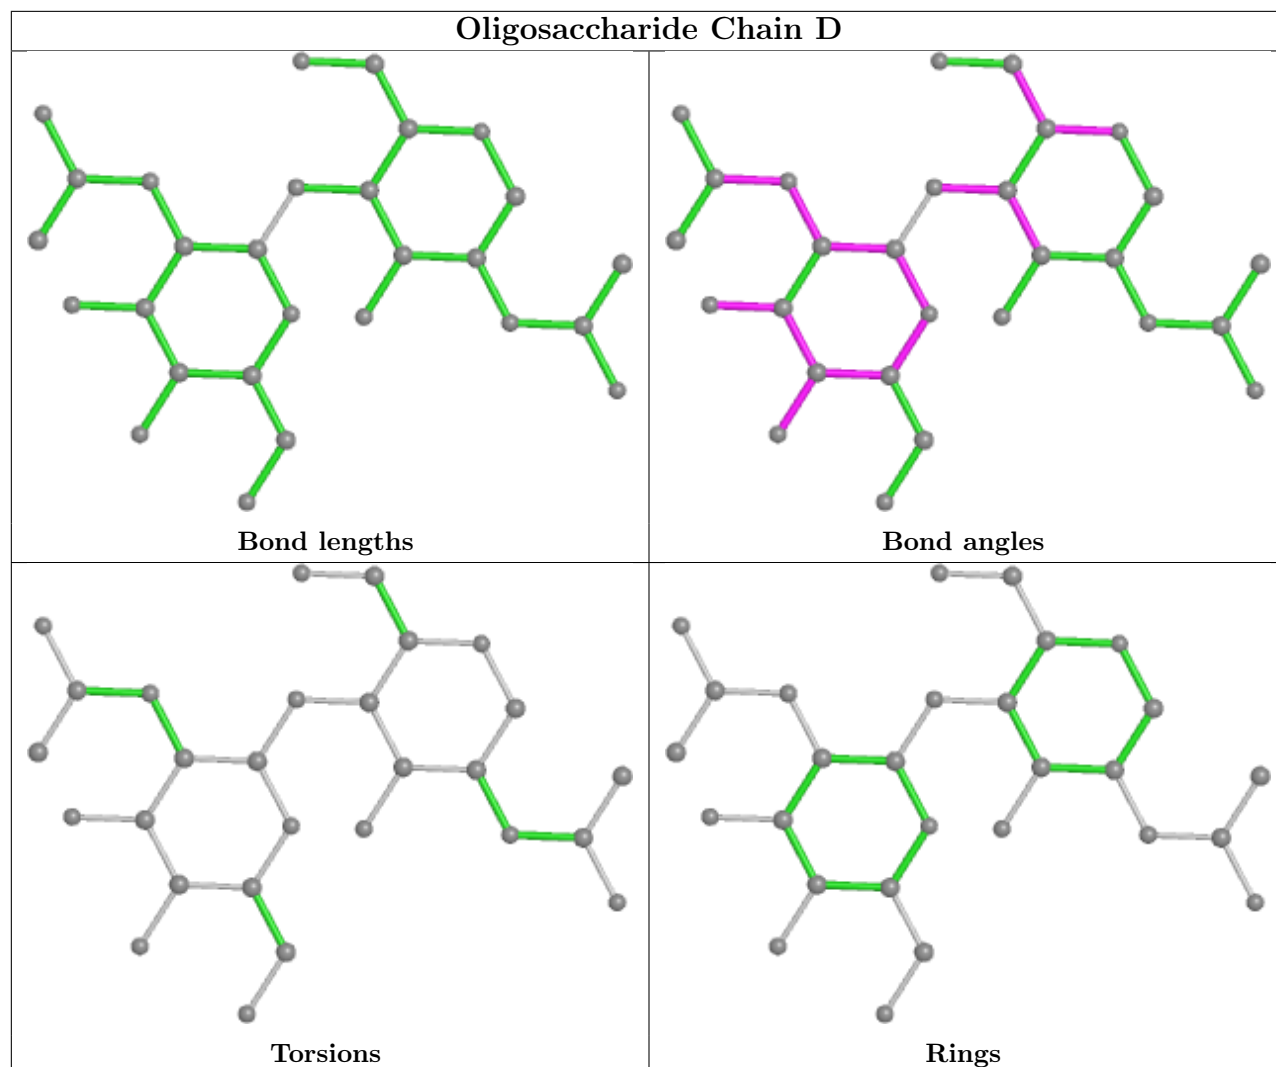 Oligosaccharide Chain D
Bond lengths
Bond angles
Torsions
Rings